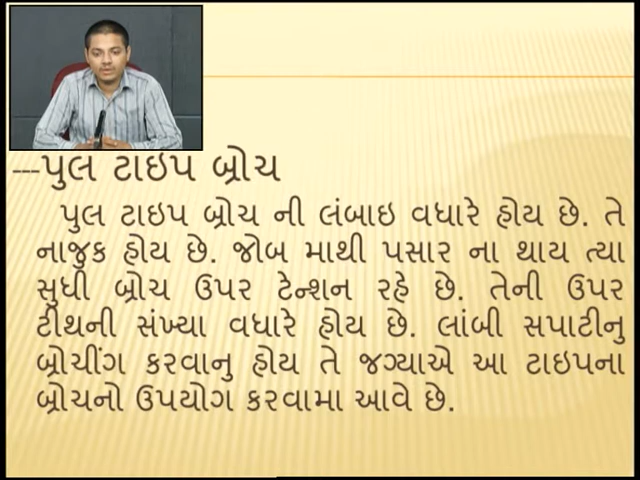 ---પુલ ટાઇપ બ્રોચ
પુલ ટાઇપ બ્રોચ ની લંબાઇ વધારે હોય છે. તે
નાજુક હોય છે. જોબ માથી પસાર ના થાય ત્યા
સુધી બ્રોચ ઉપર ટેન્શન રહે છે. તેની ઉપર
ટીથની સંખ્યા વધારે હોય છે. લાંબી સપાટીનુ
બ્રોચીંગ કરવાનુ હોય તે જગ્યાએ આ ટાઇપના
બ્રોચનો ઉપયોગ કરવામા આવે છે.